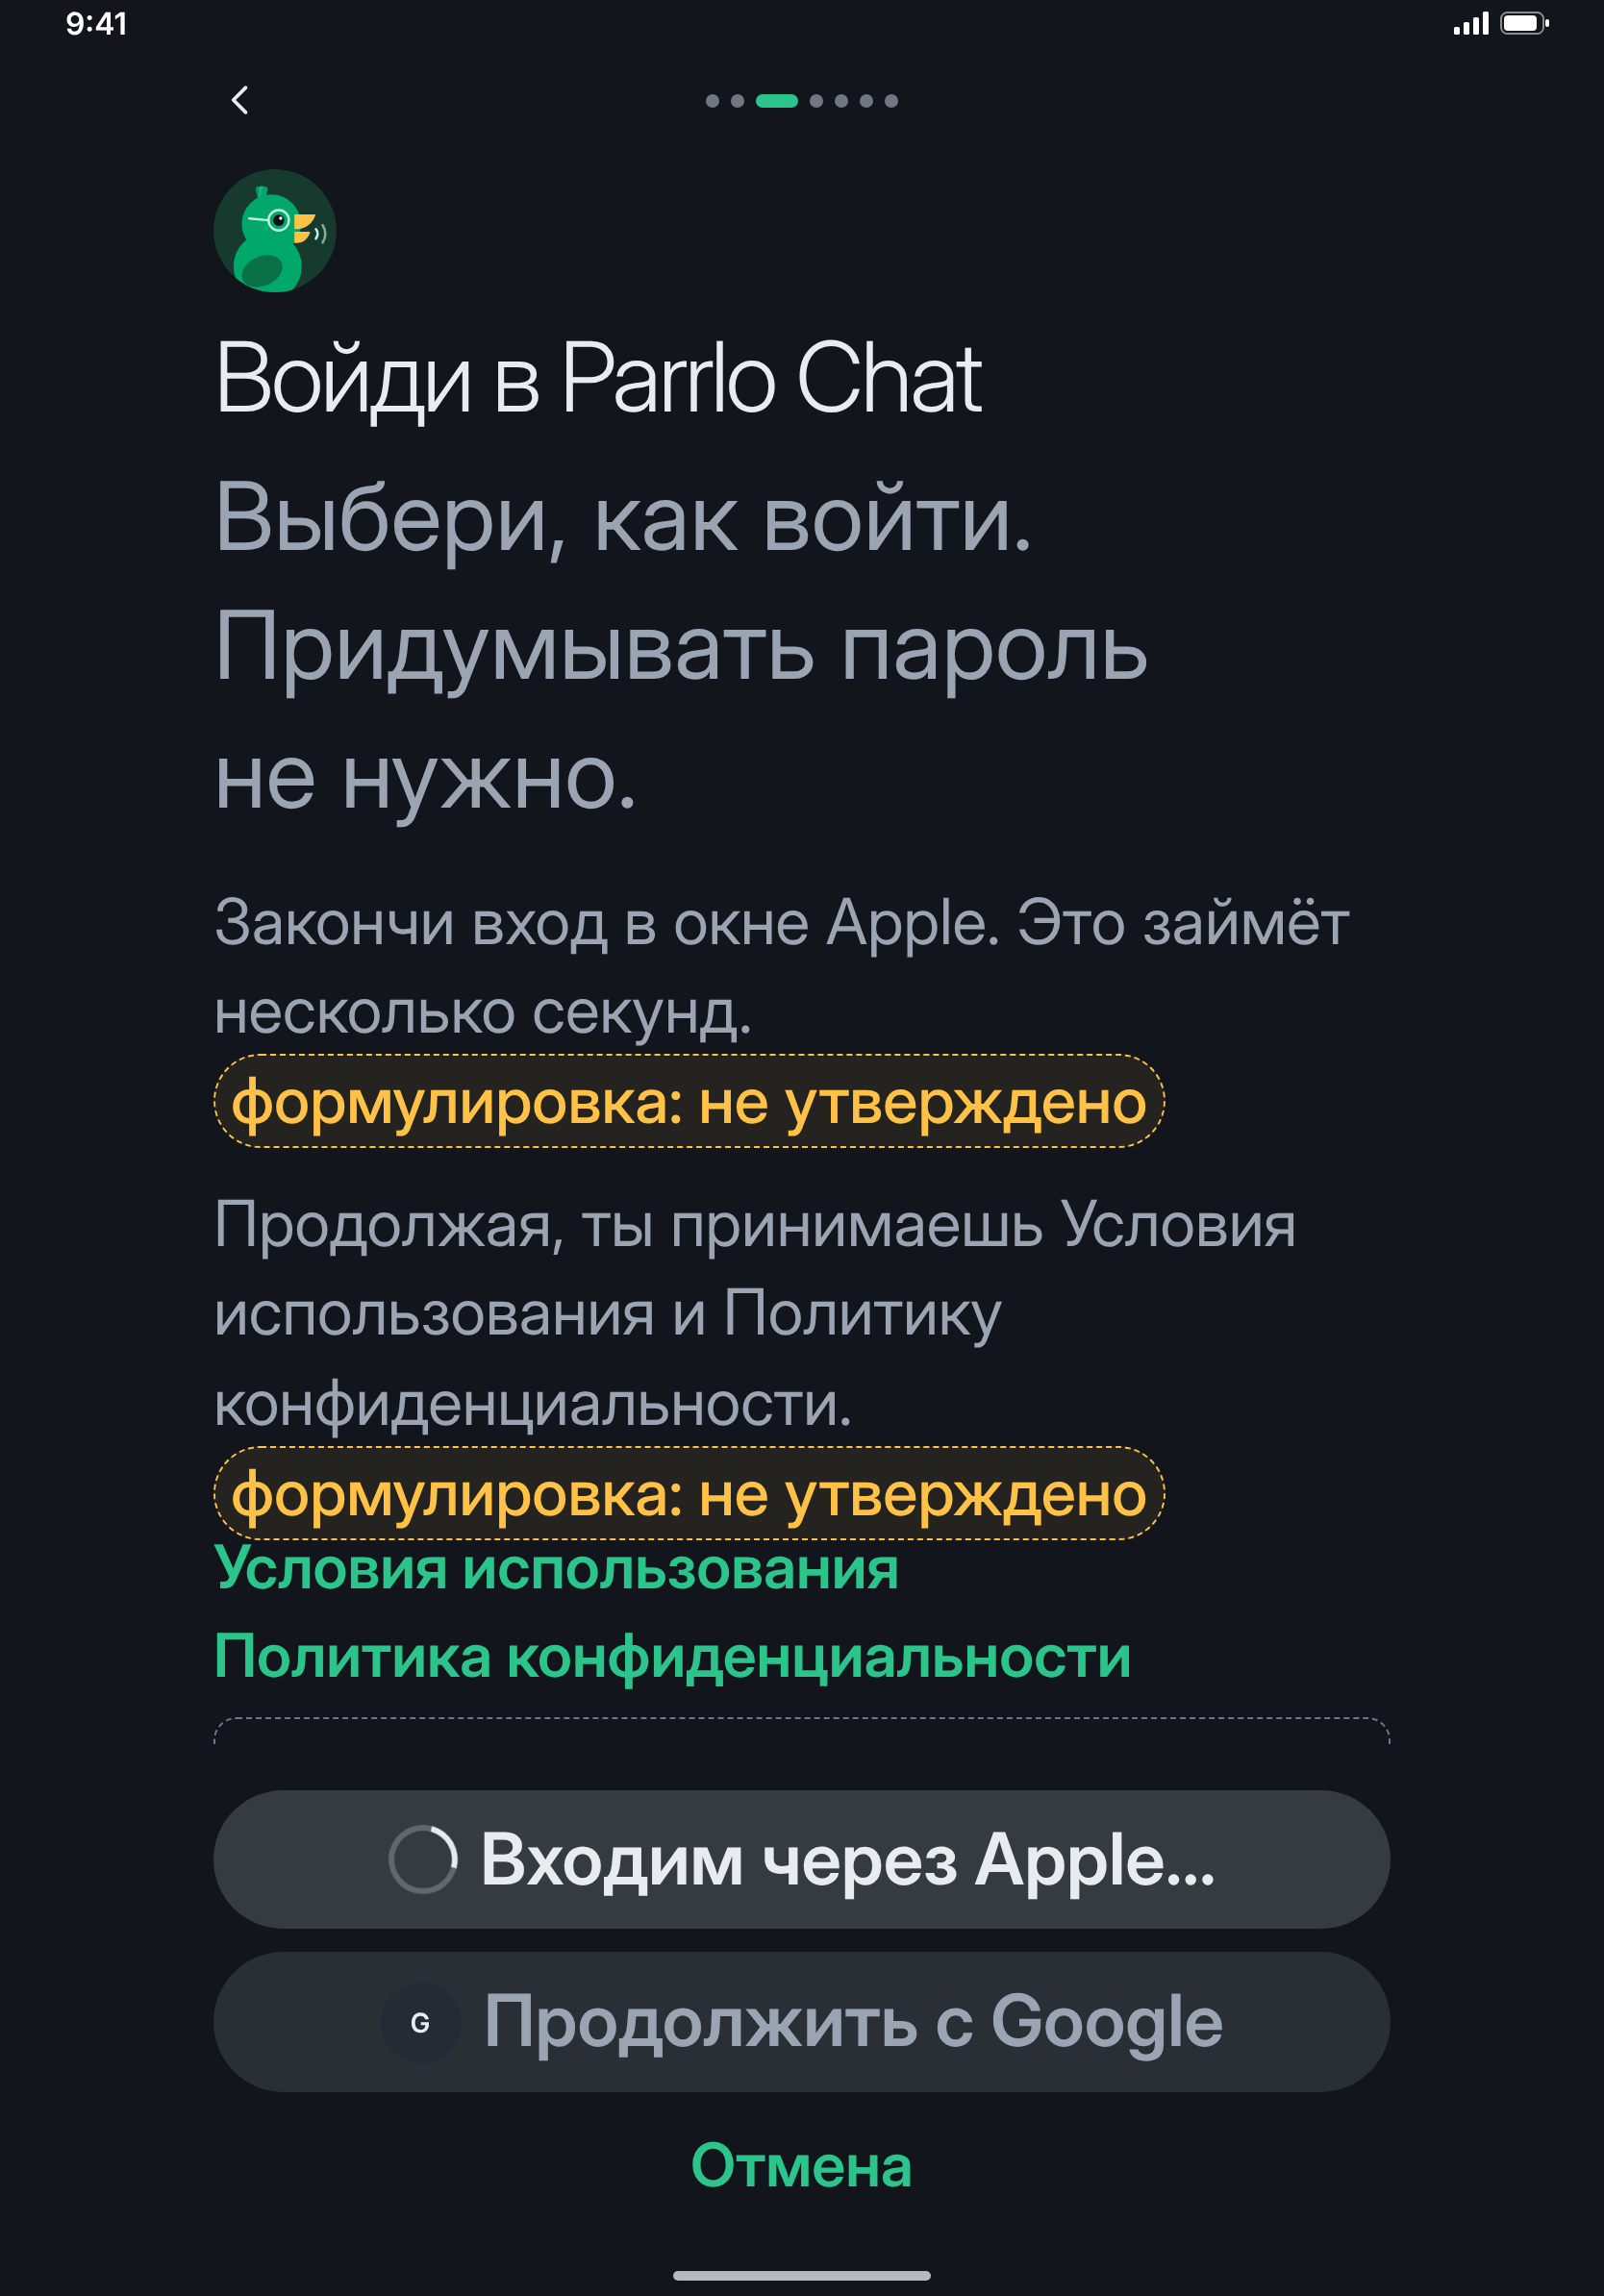 9:41
Войди в Parrlo Chat
Выбери, как войти.
Придумывать пароль
не нужно.
Закончи вход в окне Apple. Это займёт
несколько секунд.
формулировка: не утверждено
Продолжая, ты принимаешь Условия
использования и Политику
конфиденциальности.
формулировка: не утверждено
Условия использования
Политика конфиденциальности
Входим через Apple...
G Продолжить с Google
Отмена